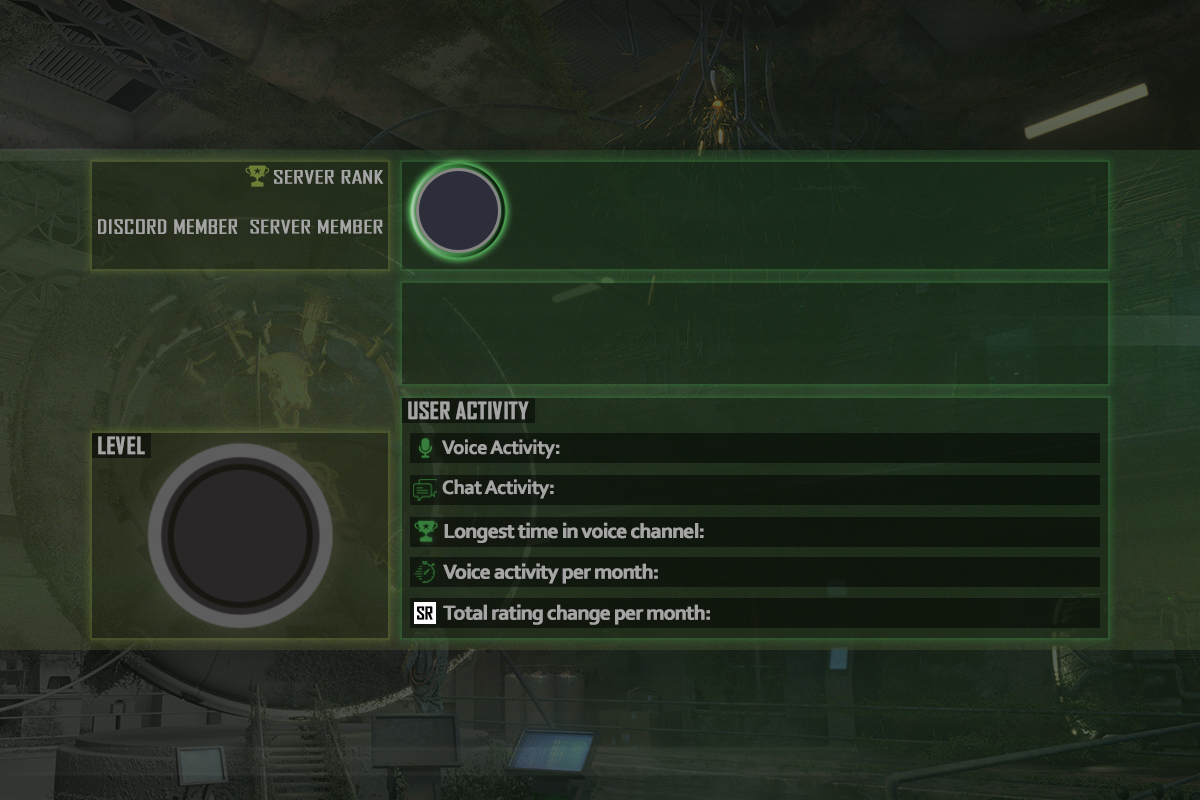 SERVER RANK
DISCORD MEMBER SERVER MEMBER
LEVEL
USER ACTIVITY
Voice Activity:
Chat Activity:
Longest time in voice channel:
Voice activity per month:
SR Total rating change per month: